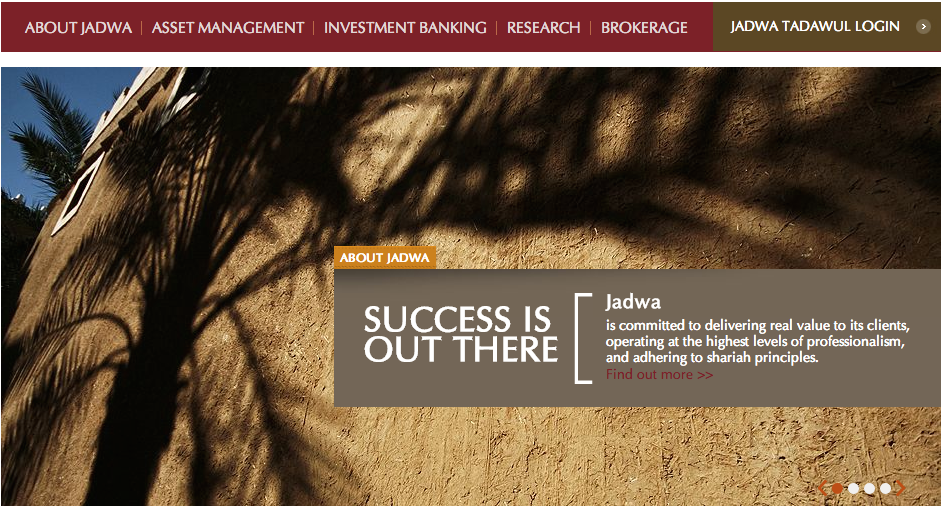 ABOUT JADWA | ASSET MANAGEMENT | INVESTMENT BANKING | RESEARCH | BROKERAGE
JADWA TADAWUL LOGIN
ABOUT JADWA
SUCCESS IS
OUT THERE
Jadwa
is committed to delivering real value to its clients,
operating at the highest levels of professionalism,
and adhering to shariah principles.
Find out more >>